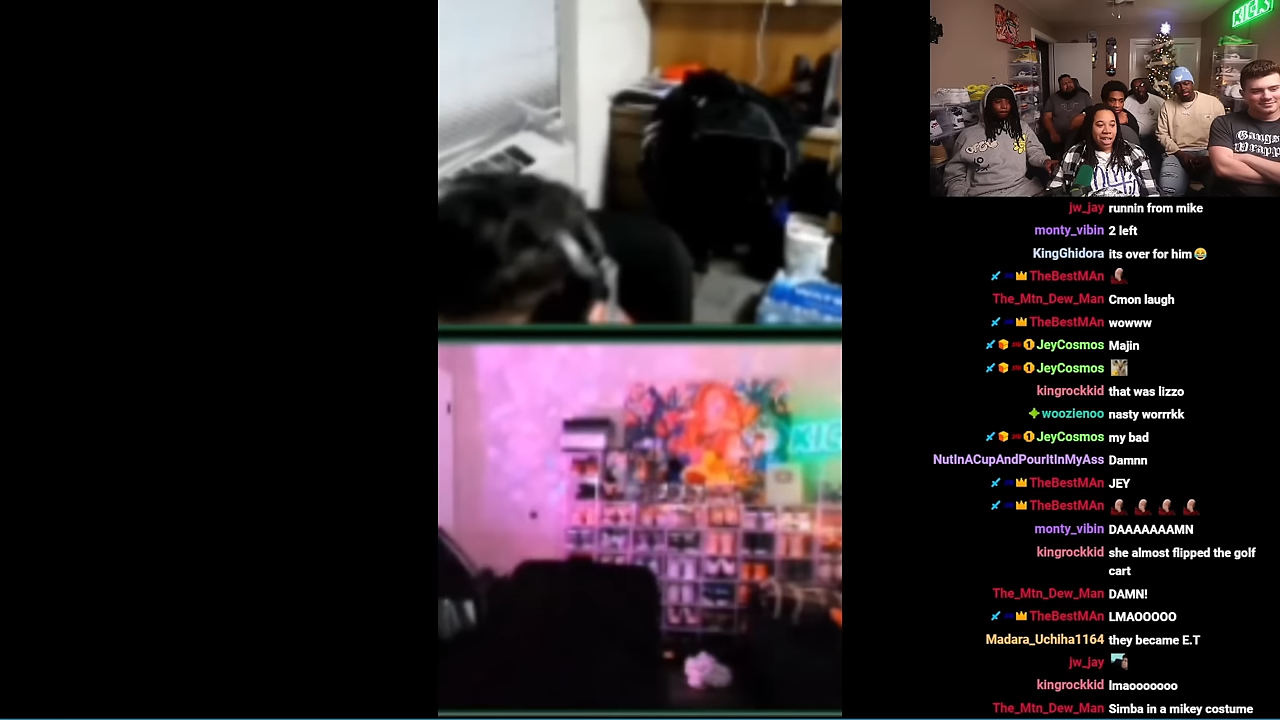 KICKS
jw_jay runnin from mike
monty_vibin 2 left
KingGhidora its over for him
TheBestMAn
The_Mtn_Dew_Man Cmon laugh
TheBestMAn wowww
JeyCosmos Majin
JeyCosmos
kingrockkid that was lizzo
woozienoo nasty worrrkk
JeyCosmos my bad
NutInACupAndPourItInMyAss Damnn
TheBestMAn JEY
TheBestMAn
monty_vibin DAAAAAAAMN
kingrockkid she almost flipped the golf
cart
The_Mtn_Dew_Man DAMN!
TheBestMAn LMAOOOOO
Madara_Uchiha1164 they became E.T
jw_jay
kingrockkid lmaooooooo
The_Mtn_Dew_Man Simba in a mikey costume